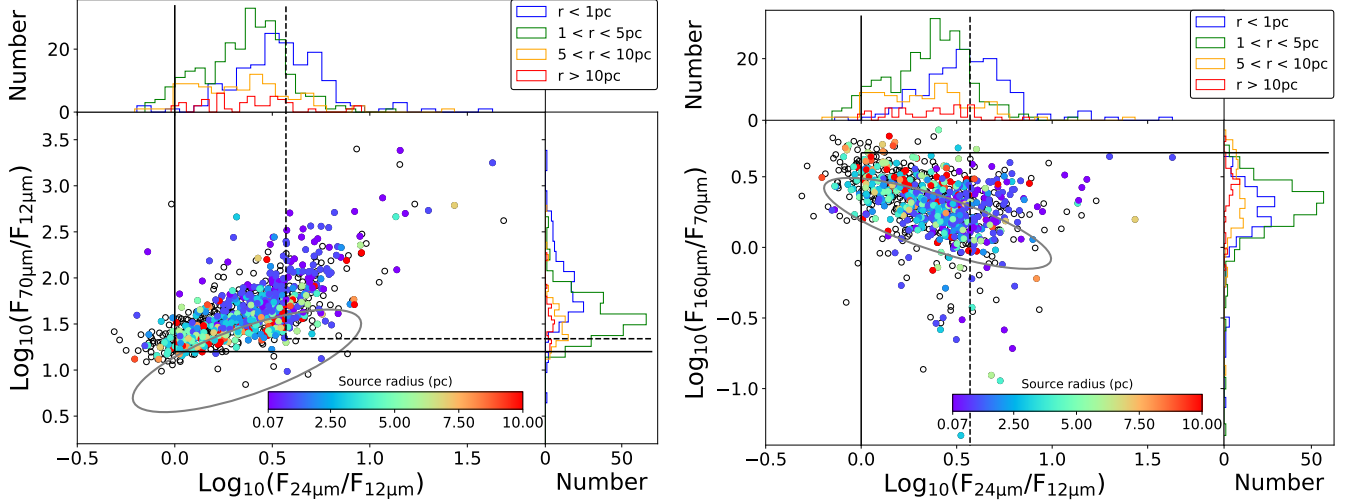 Number
20
0
r < 1pc
1 < r < 5pc
5 < r < 10pc
r > 10pc
Log10(F70μm/F12μm)
3.5
3.0
2.5
2.0
1.5
1.0
0.5
Source radius (pc)
0.07 2.50 5.00 7.50 10.00
−0.5 0.0 0.5 1.0 1.5
0 50
Log10(F24μm/F12μm)
Number
Number
20
0
r < 1pc
1 < r < 5pc
5 < r < 10pc
r > 10pc
Log10(F160μm/F70μm)
0.5
0.0
−0.5
−1.0
Source radius (pc)
0.07 2.50 5.00 7.50 10.00
−0.5 0.0 0.5 1.0 1.5
0 50
Log10(F24μm/F12μm)
Number